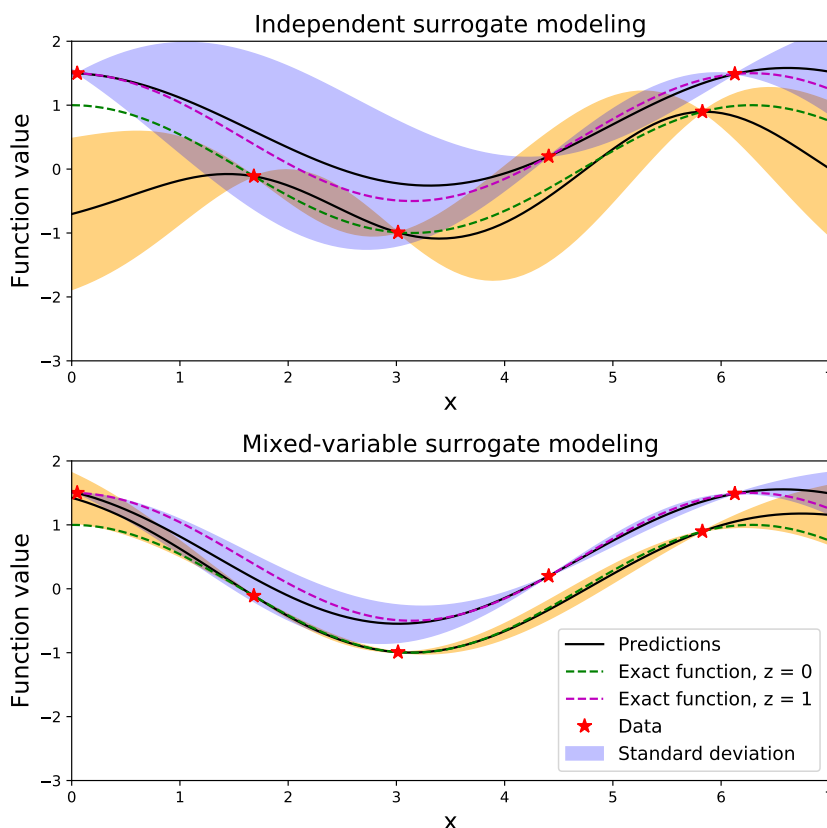 Independent surrogate modeling
2
1
0
−1
−2
−3
Function value
0 1 2 3 4 5 6
x
Mixed-variable surrogate modeling
2
1
0
−1
−2
−3
Function value
Predictions
Exact function, z = 0
Exact function, z = 1
Data
Standard deviation
0 1 2 3 4 5 6
x